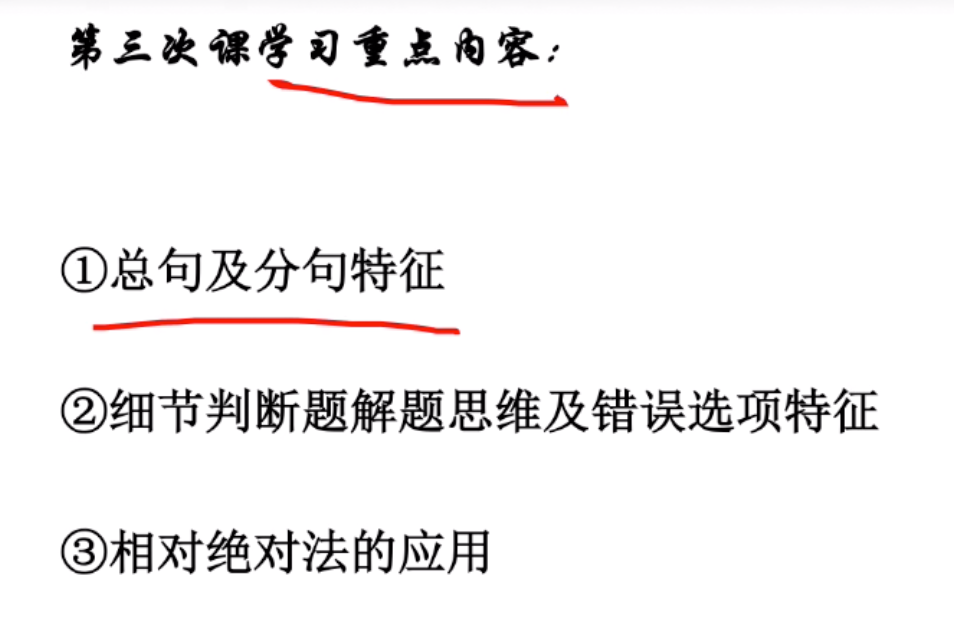 第三次课学习重点内容：
①总句及分句特征
②细节判断题解题思维及错误选项特征
③相对绝对法的应用